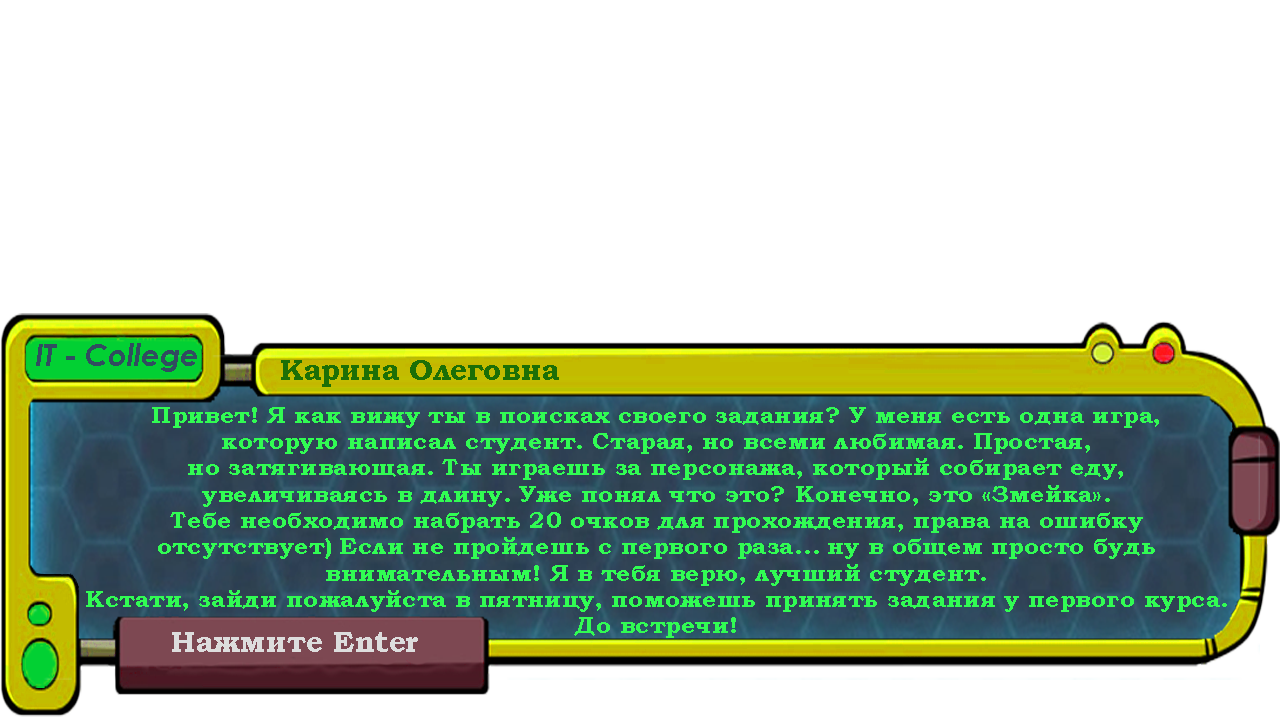 IT - College
Карина Олеговна
Привет! Я как вижу ты в поисках своего задания? У меня есть одна игра,
которую написал студент. Старая, но всеми любимая. Простая,
но затягивающая. Ты играешь за персонажа, который собирает еду,
увеличиваясь в длину. Уже понял что это? Конечно, это «Змейка».
Тебе необходимо набрать 20 очков для прохождения, права на ошибку
отсутствует) Если не пройдешь с первого раза... ну в общем просто будь
внимательным! Я в тебя верю, лучший студент.
Кстати, зайди пожалуйста в пятницу, поможешь принять задания у первого курса.
До встречи!
Нажмите Enter